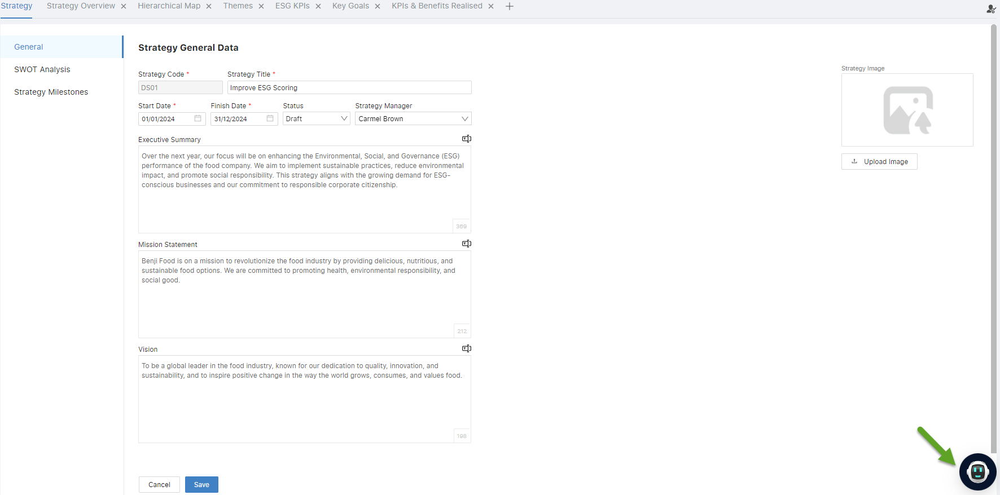 Strategy Strategy Overview Hierarchical Map Themes ESG KPIs Key Goals KPIs & Benefits Realised
General
SWOT Analysis
Strategy Milestones
Strategy General Data
Strategy Code * Strategy Title *
DS01 Improve ESG Scoring
Start Date * Finish Date * Status Strategy Manager
01/01/2024 31/12/2024 Draft Carmel Brown
Executive Summary
Over the next year, our focus will be on enhancing the Environmental, Social, and Governance (ESG)
performance of the food company. We aim to implement sustainable practices, reduce environmental
impact, and promote social responsibility. This strategy aligns with the growing demand for ESG-
conscious businesses and our commitment to responsible corporate citizenship.
369
Mission Statement
Benji Food is on a mission to revolutionize the food industry by providing delicious, nutritious, and
sustainable food options. We are committed to promoting health, environmental responsibility, and
social good.
212
Vision
To be a global leader in the food industry, known for our dedication to quality, innovation, and
sustainability, and to inspire positive change in the way the world grows, consumes, and values food.
198
Cancel Save
Strategy Image
Upload Image